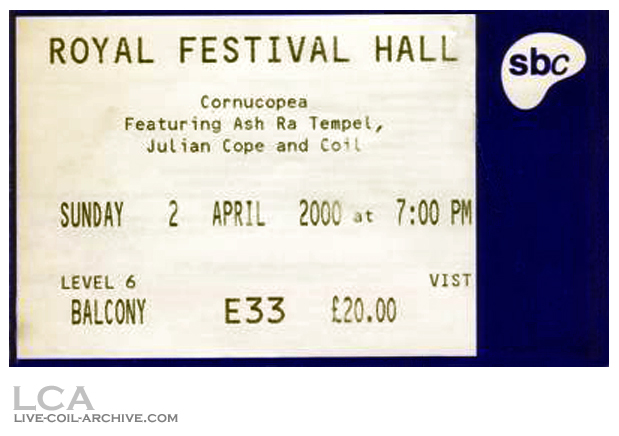 ROYAL FESTIVAL HALL
sbc
Cornucopea
Featuring Ash Ra Tempel,
Julian Cope and Coil
SUNDAY 2 APRIL 2000 at 7:00 PM
LEVEL 6 VIST
BALCONY E33 £20.00
LCA
LIVE-COIL-ARCHIVE.COM